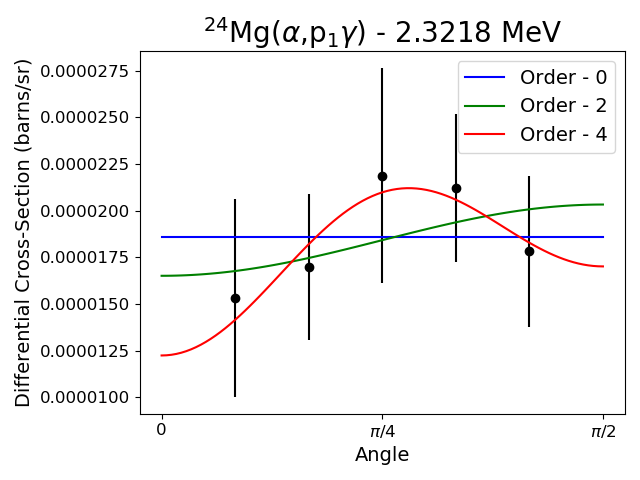 ²⁴Mg(α,p₁γ) - 2.3218 MeV
Order - 0
Order - 2
Order - 4
Differential Cross-Section (barns/sr)
0.0000275
0.0000250
0.0000225
0.0000200
0.0000175
0.0000150
0.0000125
0.0000100
0
π/4
π/2
Angle